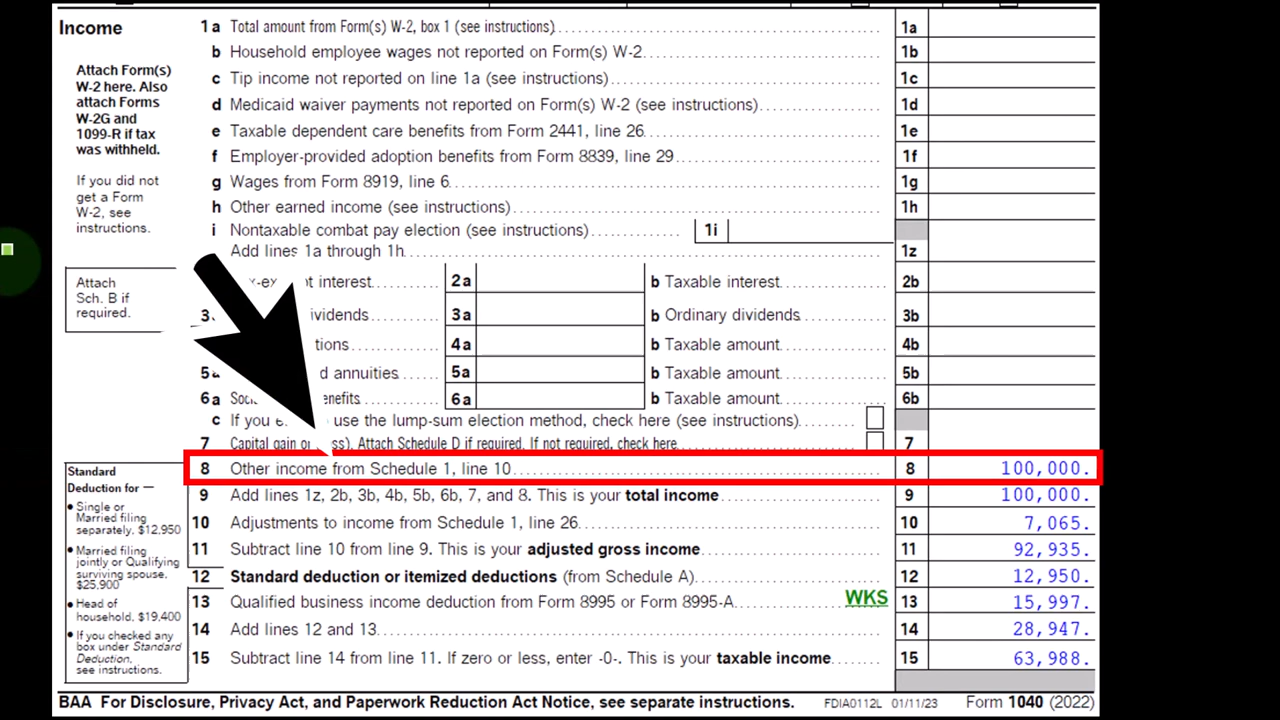 Income
1 a Total amount from Form(s) W-2, box 1 (see instructions) 1a
b Household employee wages not reported on Form(s) W-2 1b
c Tip income not reported on line 1a (see instructions) 1c
d Medicaid waiver payments not reported on Form(s) W-2 (see instructions) 1d
e Taxable dependent care benefits from Form 2441, line 26 1e
f Employer-provided adoption benefits from Form 8839, line 29 1f
g Wages from Form 8919, line 6 1g
h Other earned income (see instructions) 1h
i Nontaxable combat pay election (see instructions) 1i
Add lines 1a through 1h 1z
Attach Form(s)
W-2 here. Also
attach Forms
W-2G and
1099-R if tax
was withheld.
If you did not
get a Form
W-2, see
instructions.
Attach
Sch. B if
required.
interest 2a b Taxable interest 2b
3 3a b Ordinary dividends 3b
4a b Taxable amount 4b
5a annuities 5a b Taxable amount 5b
6a 6a b Taxable amount 6b
c If you use the lump-sum election method, check here (see instructions)
7 Capital gain Attach Schedule D if required. If not required, check here 7
8 Other income from Schedule 1, line 10 8 100,000.
9 Add lines 1z, 2b, 3b, 4b, 5b, 6b, 7, and 8. This is your total income 9 100,000.
10 Adjustments to income from Schedule 1, line 26 10 7,065.
11 Subtract line 10 from line 9. This is your adjusted gross income 11 92,935.
12 Standard deduction or itemized deductions (from Schedule A) 12 12,950.
13 Qualified business income deduction from Form 8995 or Form 8995-A WKS 13 15,997.
14 Add lines 12 and 13 14 28,947.
15 Subtract line 14 from line 11. If zero or less, enter -0-. This is your taxable income 15 63,988.
Standard
Deduction for —
• Single or
Married filing
separately, $12,950
• Married filing
jointly or Qualifying
surviving spouse,
$25,900
• Head of
household, $19,400
• If you checked any
box under Standard
Deduction,
see instructions.
BAA For Disclosure, Privacy Act, and Paperwork Reduction Act Notice, see separate instructions. FDIA0112L 01/11/23 Form 1040 (2022)